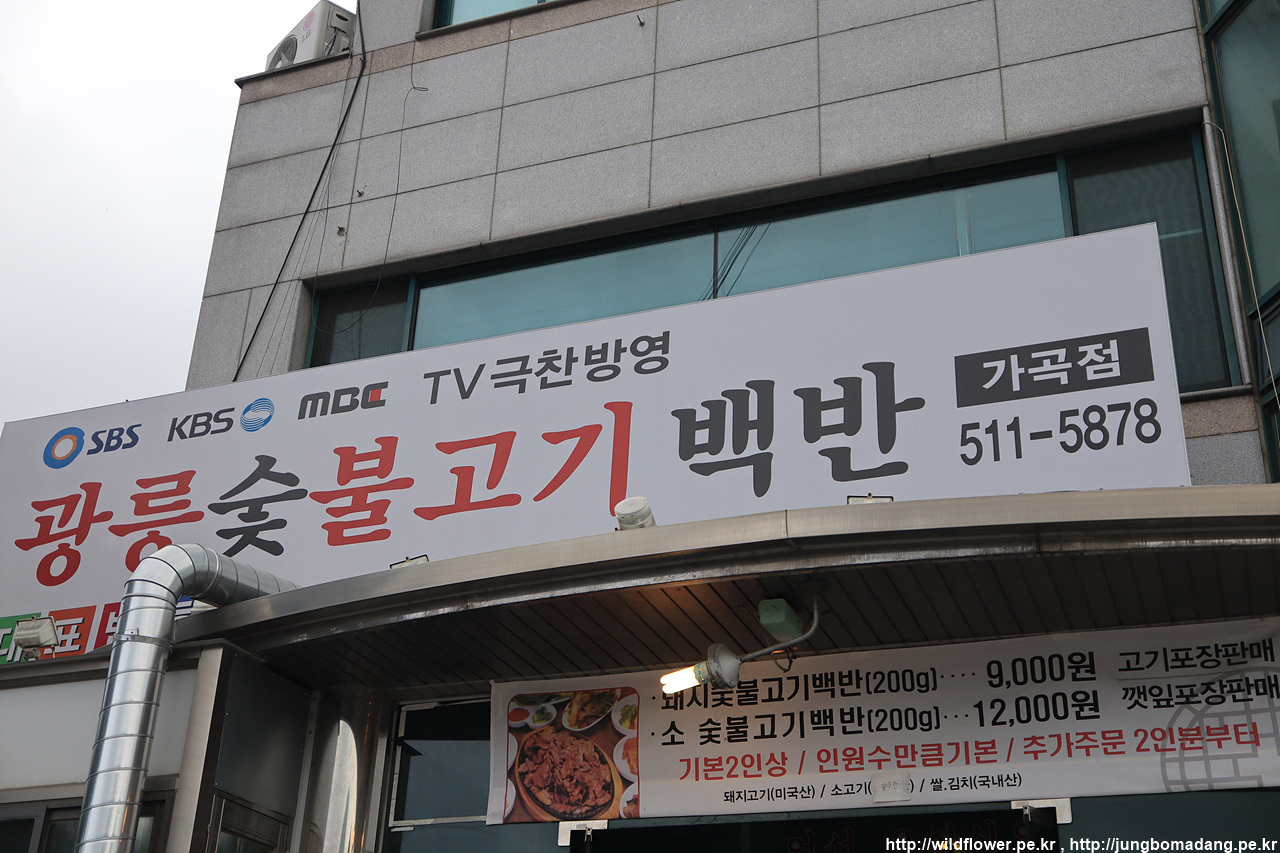 LG
SBS KBS MBC TV극찬방영
광릉숯불고기백반
가곡점
511-5878
·돼지숯불고기백반(200g)···· 9,000원 고기포장판매
·소 숯불고기백반(200g)··· 12,000원 깻잎포장판매
기본2인상 / 인원수만큼기본 / 추가주문 2인분부터
돼지고기(미국산) / 소고기( ) / 쌀.김치(국내산)
http://wildflower.pe.kr , http://jungbomadang.pe.kr